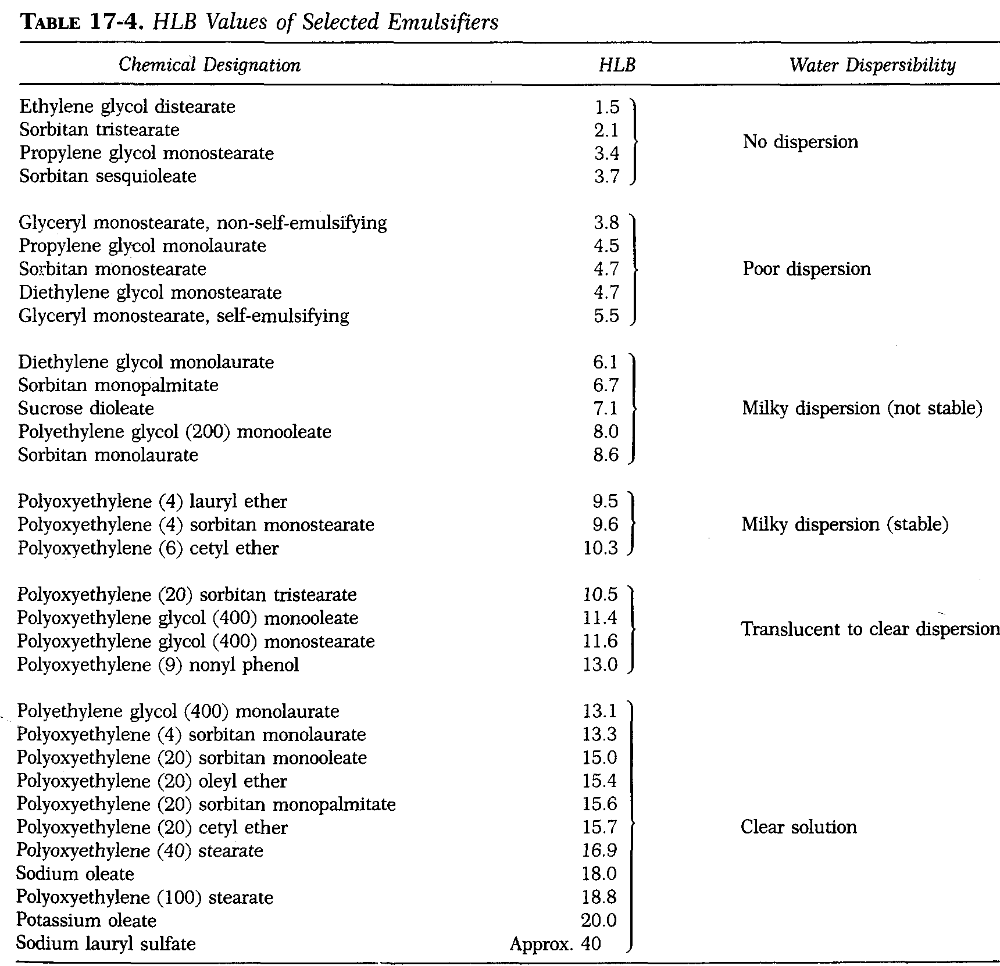 TABLE 17-4. HLB Values of Selected Emulsifiers
Chemical Designation HLB Water Dispersibility
Ethylene glycol distearate 1.5
Sorbitan tristearate 2.1
No dispersion
Propylene glycol monostearate 3.4
Sorbitan sesquioleate 3.7
Glyceryl monostearate, non-self-emulsifying 3.8
Propylene glycol monolaurate 4.5
Sorbitan monostearate 4.7 Poor dispersion
Diethylene glycol monostearate 4.7
Glyceryl monostearate, self-emulsifying 5.5
Diethylene glycol monolaurate 6.1
Sorbitan monopalmitate 6.7
Sucrose dioleate 7.1 Milky dispersion (not stable)
Polyethylene glycol (200) monooleate 8.0
Sorbitan monolaurate 8.6
Polyoxyethylene (4) lauryl ether 9.5
Polyoxyethylene (4) sorbitan monostearate 9.6 Milky dispersion (stable)
Polyoxyethylene (6) cetyl ether 10.3
Polyoxyethylene (20) sorbitan tristearate 10.5
Polyoxyethylene glycol (400) monooleate 11.4
Translucent to clear dispersion
Polyoxyethylene glycol (400) monostearate 11.6
Polyoxyethylene (9) nonyl phenol 13.0
Polyethylene glycol (400) monolaurate 13.1
Polyoxyethylene (4) sorbitan monolaurate 13.3
Polyoxyethylene (20) sorbitan monooleate 15.0
Polyoxyethylene (20) oleyl ether 15.4
Polyoxyethylene (20) sorbitan monopalmitate 15.6
Polyoxyethylene (20) cetyl ether 15.7 Clear solution
Polyoxyethylene (40) stearate 16.9
Sodium oleate 18.0
Polyoxyethylene (100) stearate 18.8
Potassium oleate 20.0
Sodium lauryl sulfate Approx. 40